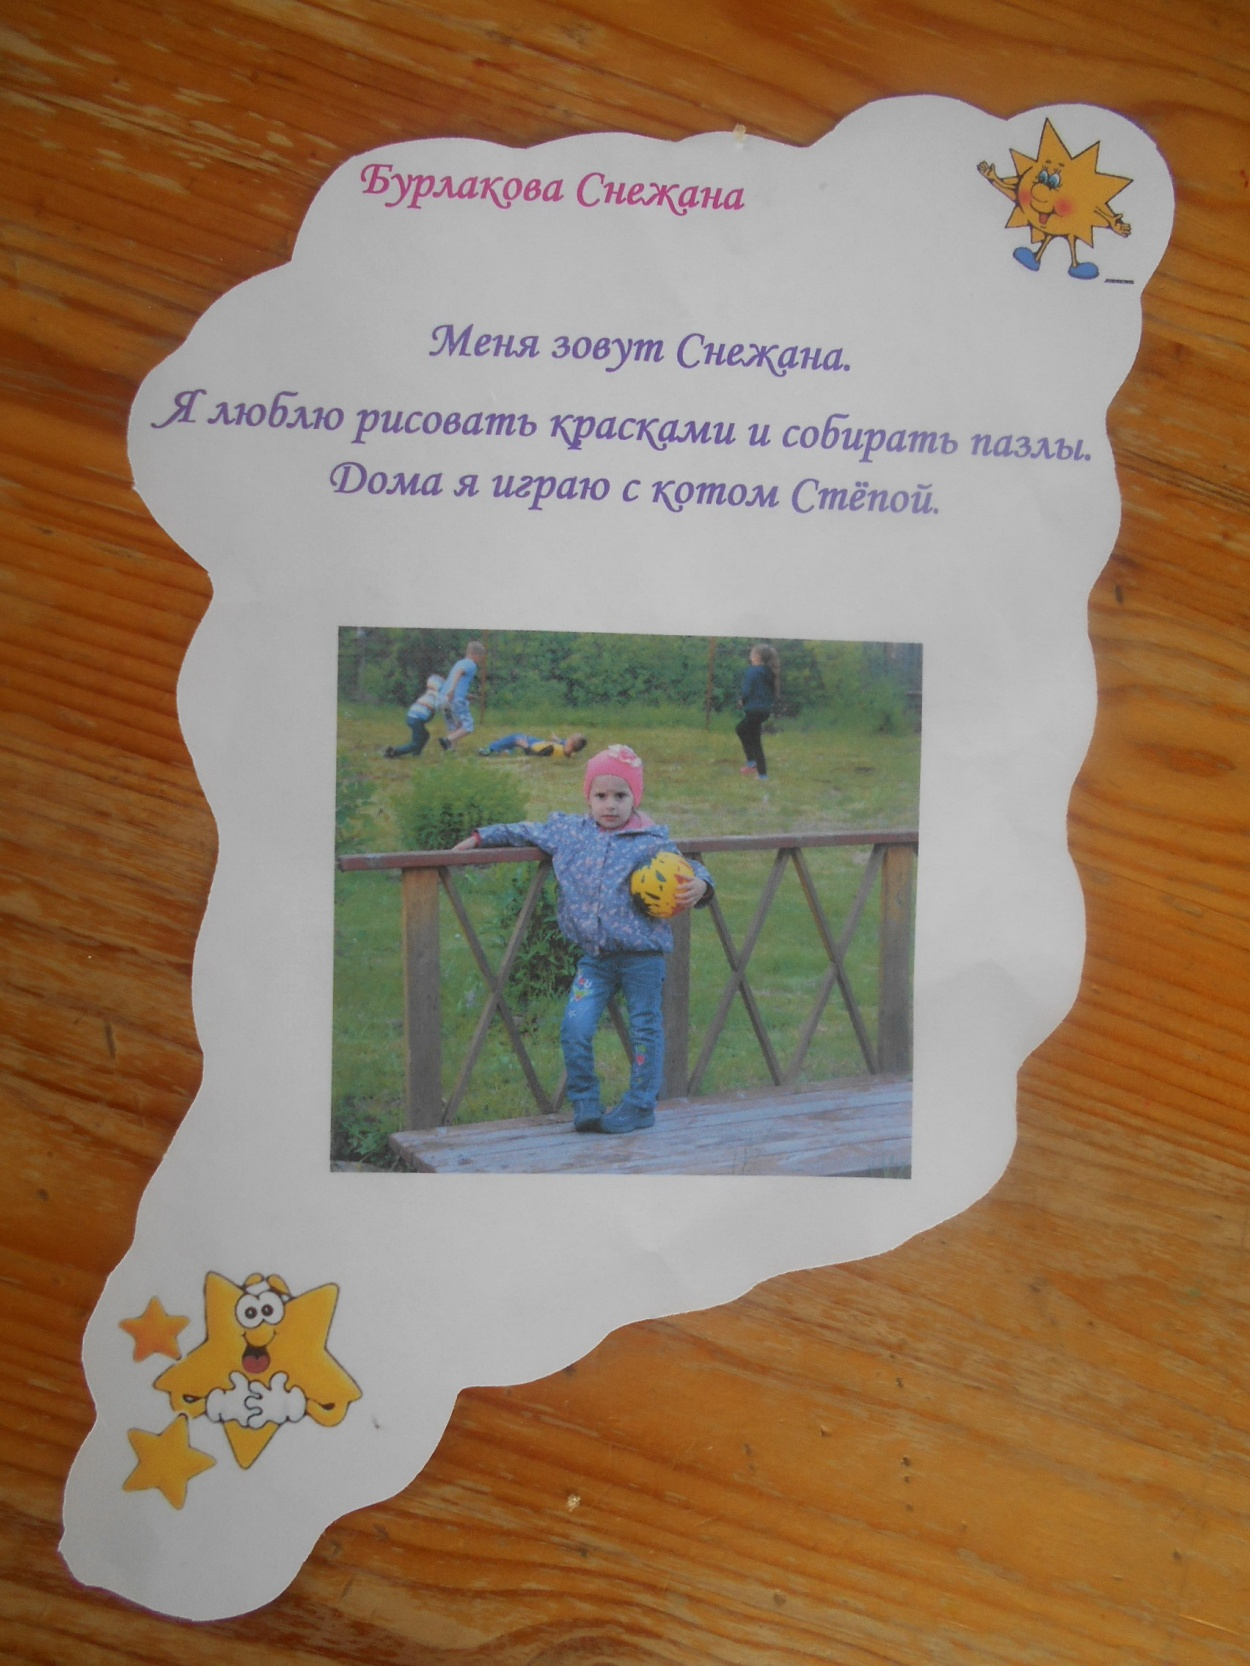 Бурлакова Снежана
Меня зовут Снежана.
Я люблю рисовать красками и собирать пазлы.
Дома я играю с котом Стёпой.